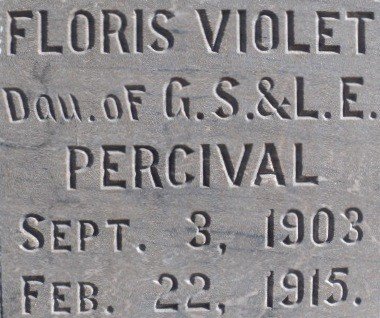 FLORIS VIOLET
Dau. of G. S. & L. E.
PERCIVAL
SEPT. 3, 1903
FEB. 22, 1915.